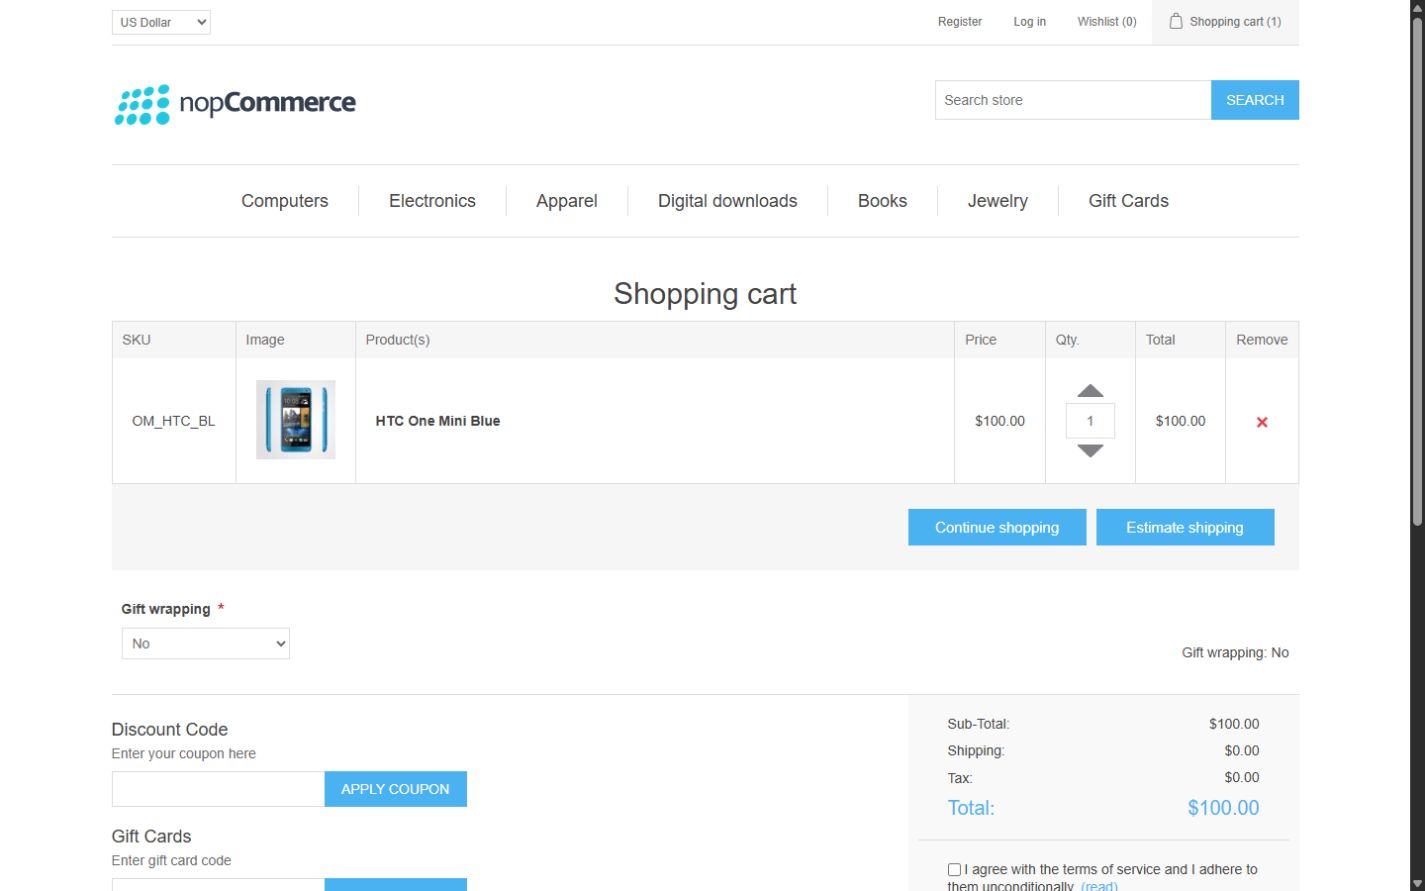 US Dollar
Register Log in Wishlist (0) Shopping cart (1)
nopCommerce
Search store SEARCH
Computers Electronics Apparel Digital downloads Books Jewelry Gift Cards
Shopping cart
SKU Image Product(s) Price Qty. Total Remove
OM_HTC_BL HTC One Mini Blue $100.00 1 $100.00
Continue shopping Estimate shipping
Gift wrapping *
No
Gift wrapping: No
Discount Code
Enter your coupon here
APPLY COUPON
Gift Cards
Enter gift card code
Sub-Total: $100.00
Shipping: $0.00
Tax: $0.00
Total: $100.00
I agree with the terms of service and I adhere to
them unconditionally (read)